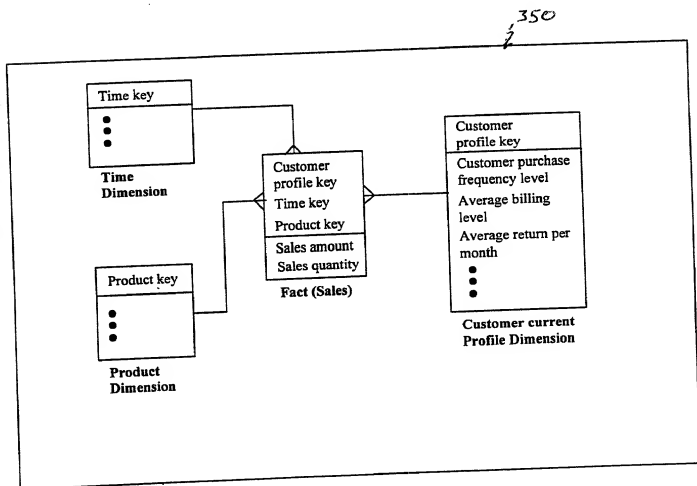 350
Time key
Time
Dimension
Product key
Product
Dimension
Customer
profile key
Time key
Product key
Sales amount
Sales quantity
Fact (Sales)
Customer
profile key
Customer purchase
frequency level
Average billing
level
Average return per
month
Customer current
Profile Dimension